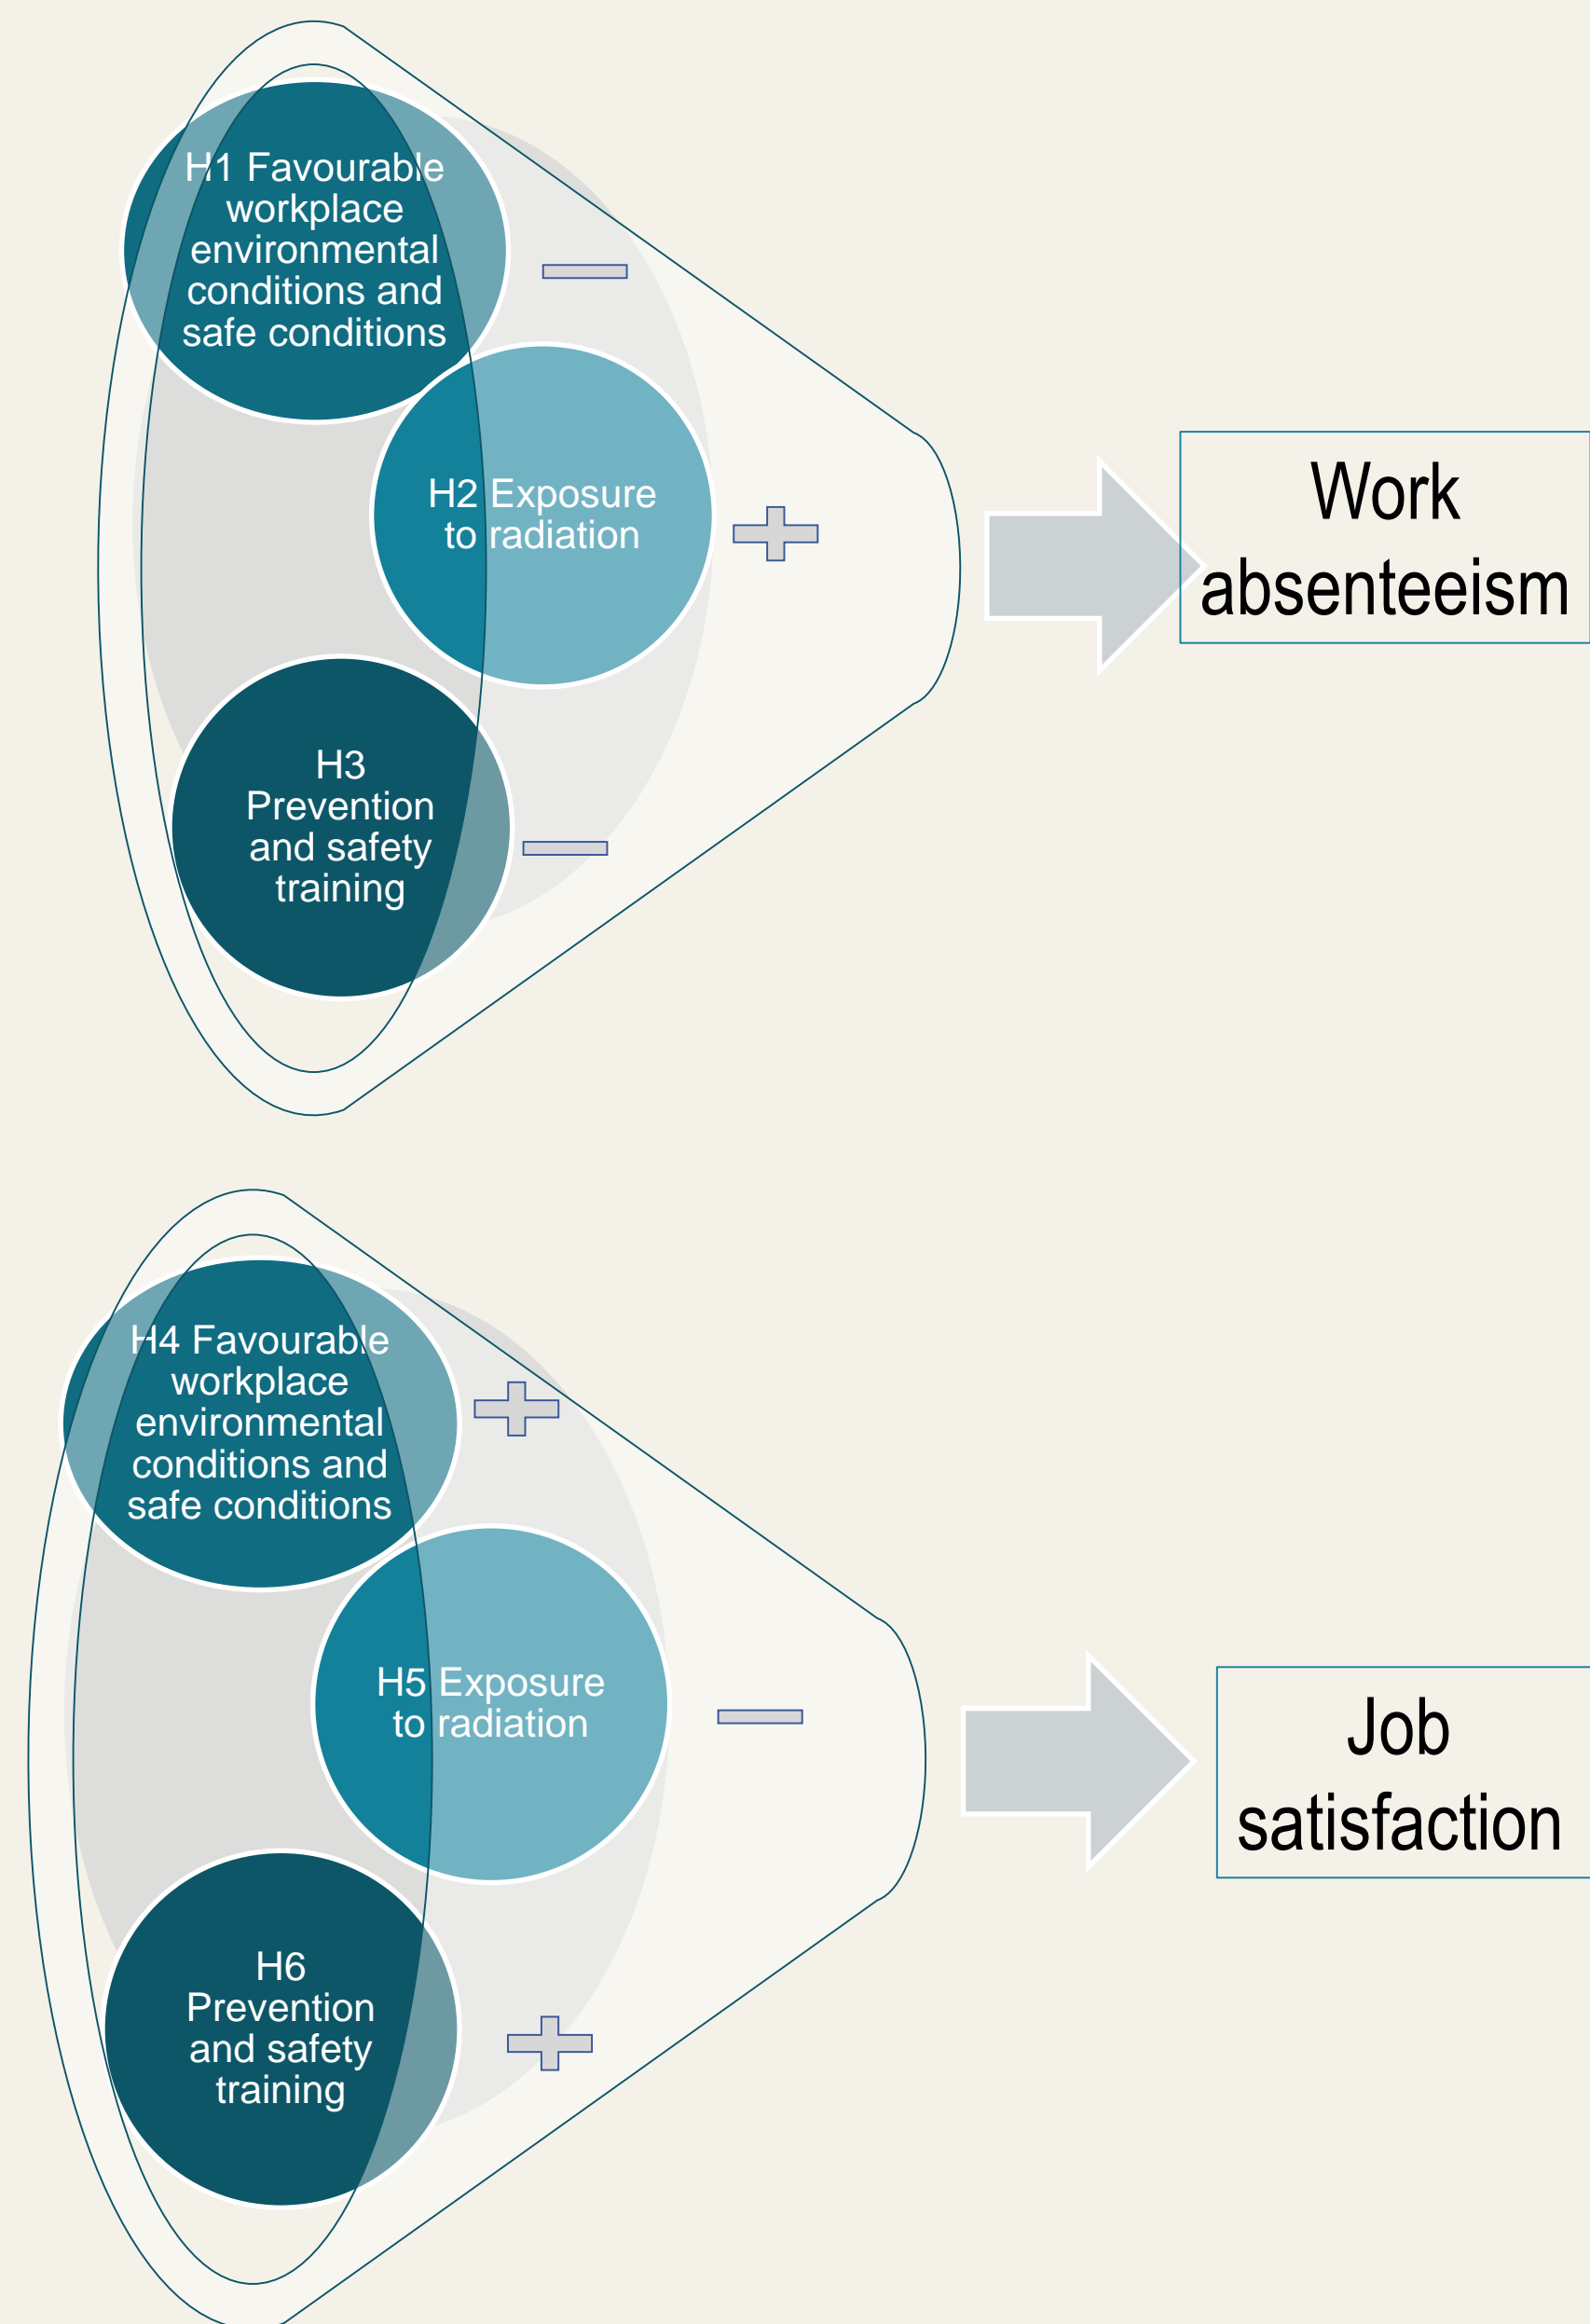 H1 Favourable
workplace
environmental
conditions and
safe conditions
H2 Exposure
to radiation
H3
Prevention
and safety
training
Work
absenteeism
H4 Favourable
workplace
environmental
conditions and
safe conditions
H5 Exposure
to radiation
H6
Prevention
and safety
training
Job
satisfaction